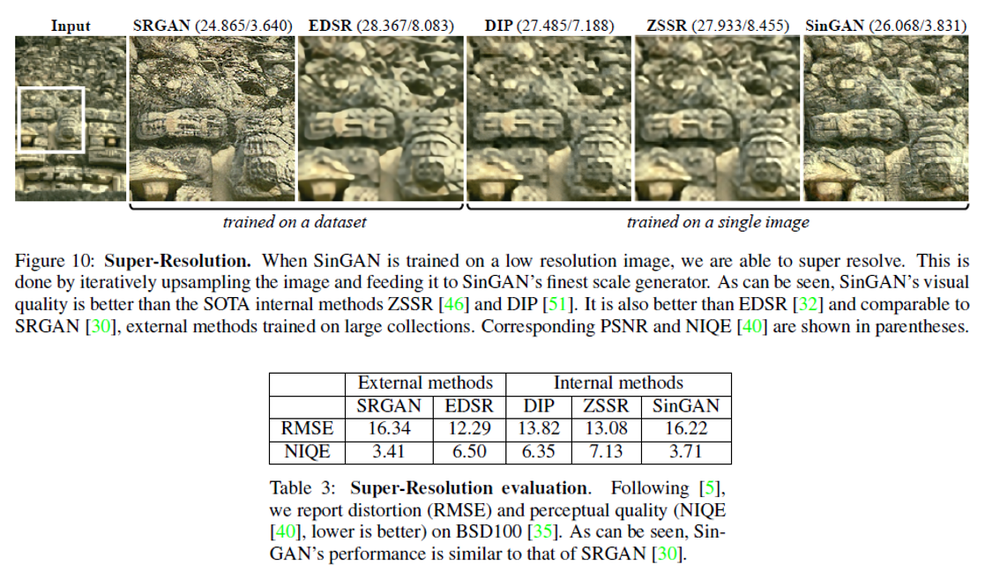 Input SRGAN (24.865/3.640) EDSR (28.367/8.083) DIP (27.485/7.188) ZSSR (27.933/8.455) SinGAN (26.068/3.831)
trained on a dataset trained on a single image
Figure 10: Super-Resolution. When SinGAN is trained on a low resolution image, we are able to super resolve. This is
done by iteratively upsampling the image and feeding it to SinGAN's finest scale generator. As can be seen, SinGAN's visual
quality is better than the SOTA internal methods ZSSR [46] and DIP [51]. It is also better than EDSR [32] and comparable to
SRGAN [30], external methods trained on large collections. Corresponding PSNR and NIQE [40] are shown in parentheses.
External methods Internal methods
SRGAN EDSR DIP ZSSR SinGAN
RMSE 16.34 12.29 13.82 13.08 16.22
NIQE 3.41 6.50 6.35 7.13 3.71
Table 3: Super-Resolution evaluation. Following [5],
we report distortion (RMSE) and perceptual quality (NIQE
[40], lower is better) on BSD100 [35]. As can be seen, Sin-
GAN's performance is similar to that of SRGAN [30].